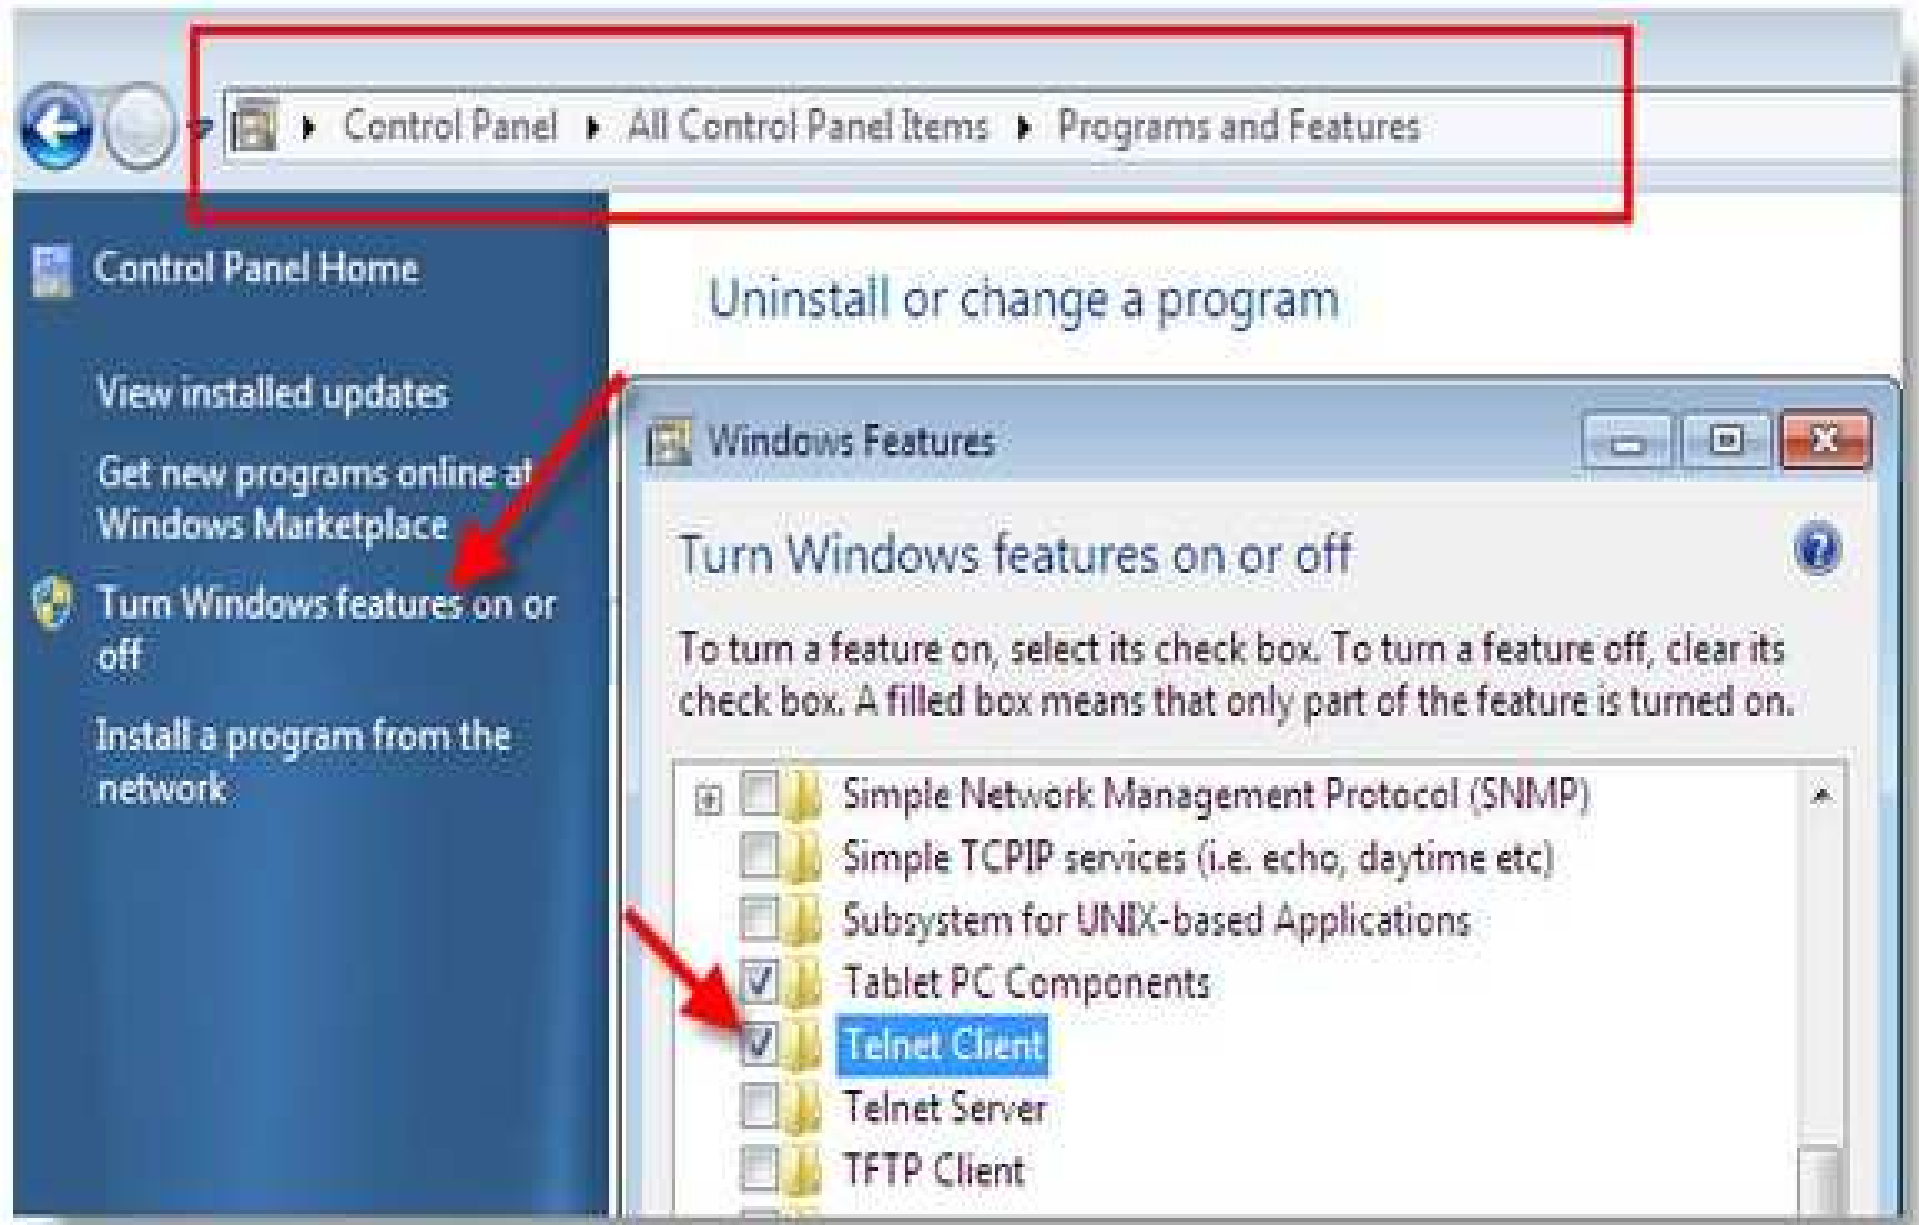 Control Panel ▸ All Control Panel Items ▸ Programs and Features
Control Panel Home
View installed updates
Get new programs online at
Windows Marketplace
Turn Windows features on or
off
Install a program from the
network
Uninstall or change a program
Windows Features
Turn Windows features on or off
To turn a feature on, select its check box. To turn a feature off, clear its
check box. A filled box means that only part of the feature is turned on.
Simple Network Management Protocol (SNMP)
Simple TCPIP services (i.e. echo, daytime etc)
Subsystem for UNIX-based Applications
Tablet PC Components
Telnet Client
Telnet Server
TFTP Client